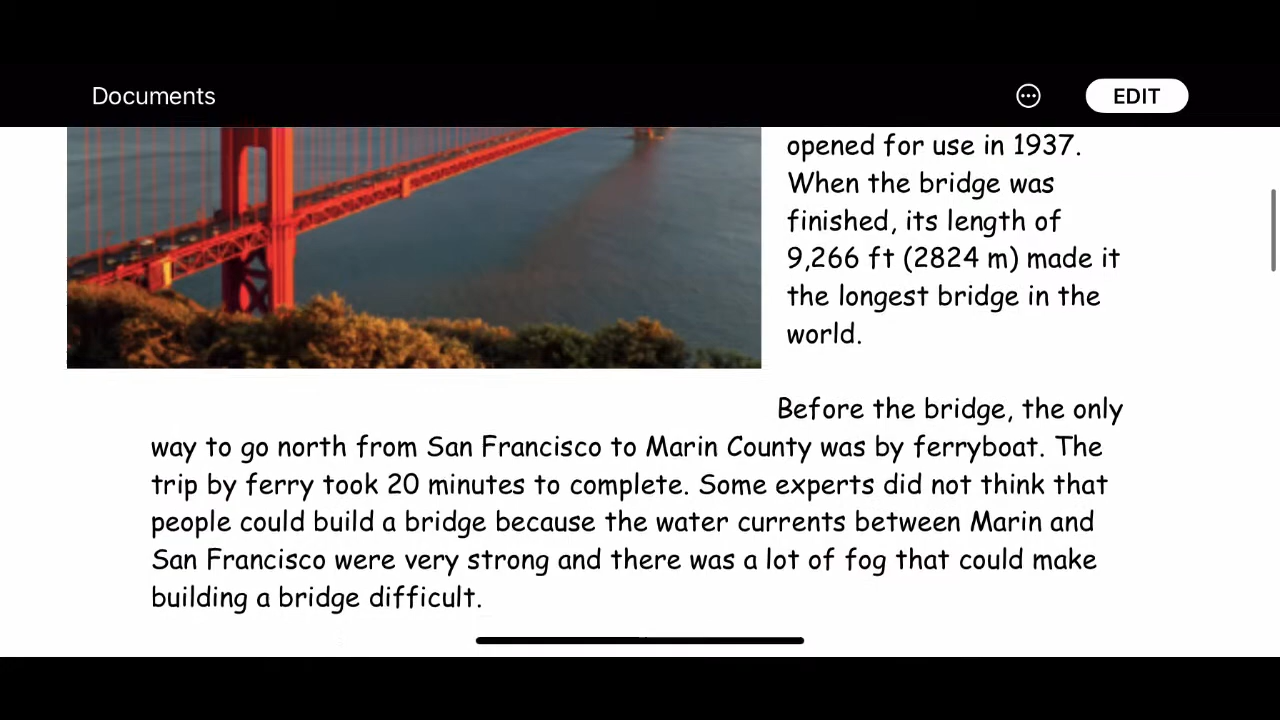 Documents
EDIT
opened for use in 1937.
When the bridge was
finished, its length of
9,266 ft (2824 m) made it
the longest bridge in the
world.
Before the bridge, the only
way to go north from San Francisco to Marin County was by ferryboat. The
trip by ferry took 20 minutes to complete. Some experts did not think that
people could build a bridge because the water currents between Marin and
San Francisco were very strong and there was a lot of fog that could make
building a bridge difficult.